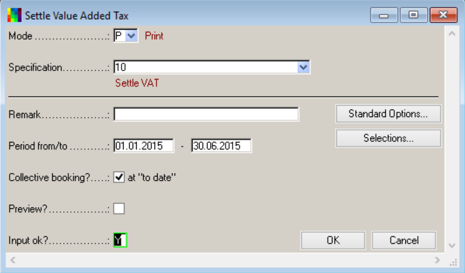 Settle Value Added Tax
Mode ......................: P Print
Specification..............: 10
Settle VAT
Remark.....................: Standard Options...
Period from/to ............: 01.01.2015 - 30.06.2015 Selections...
Collective booking?.....: at "to date"
Preview?...................: 
Input ok?..................: Y OK Cancel